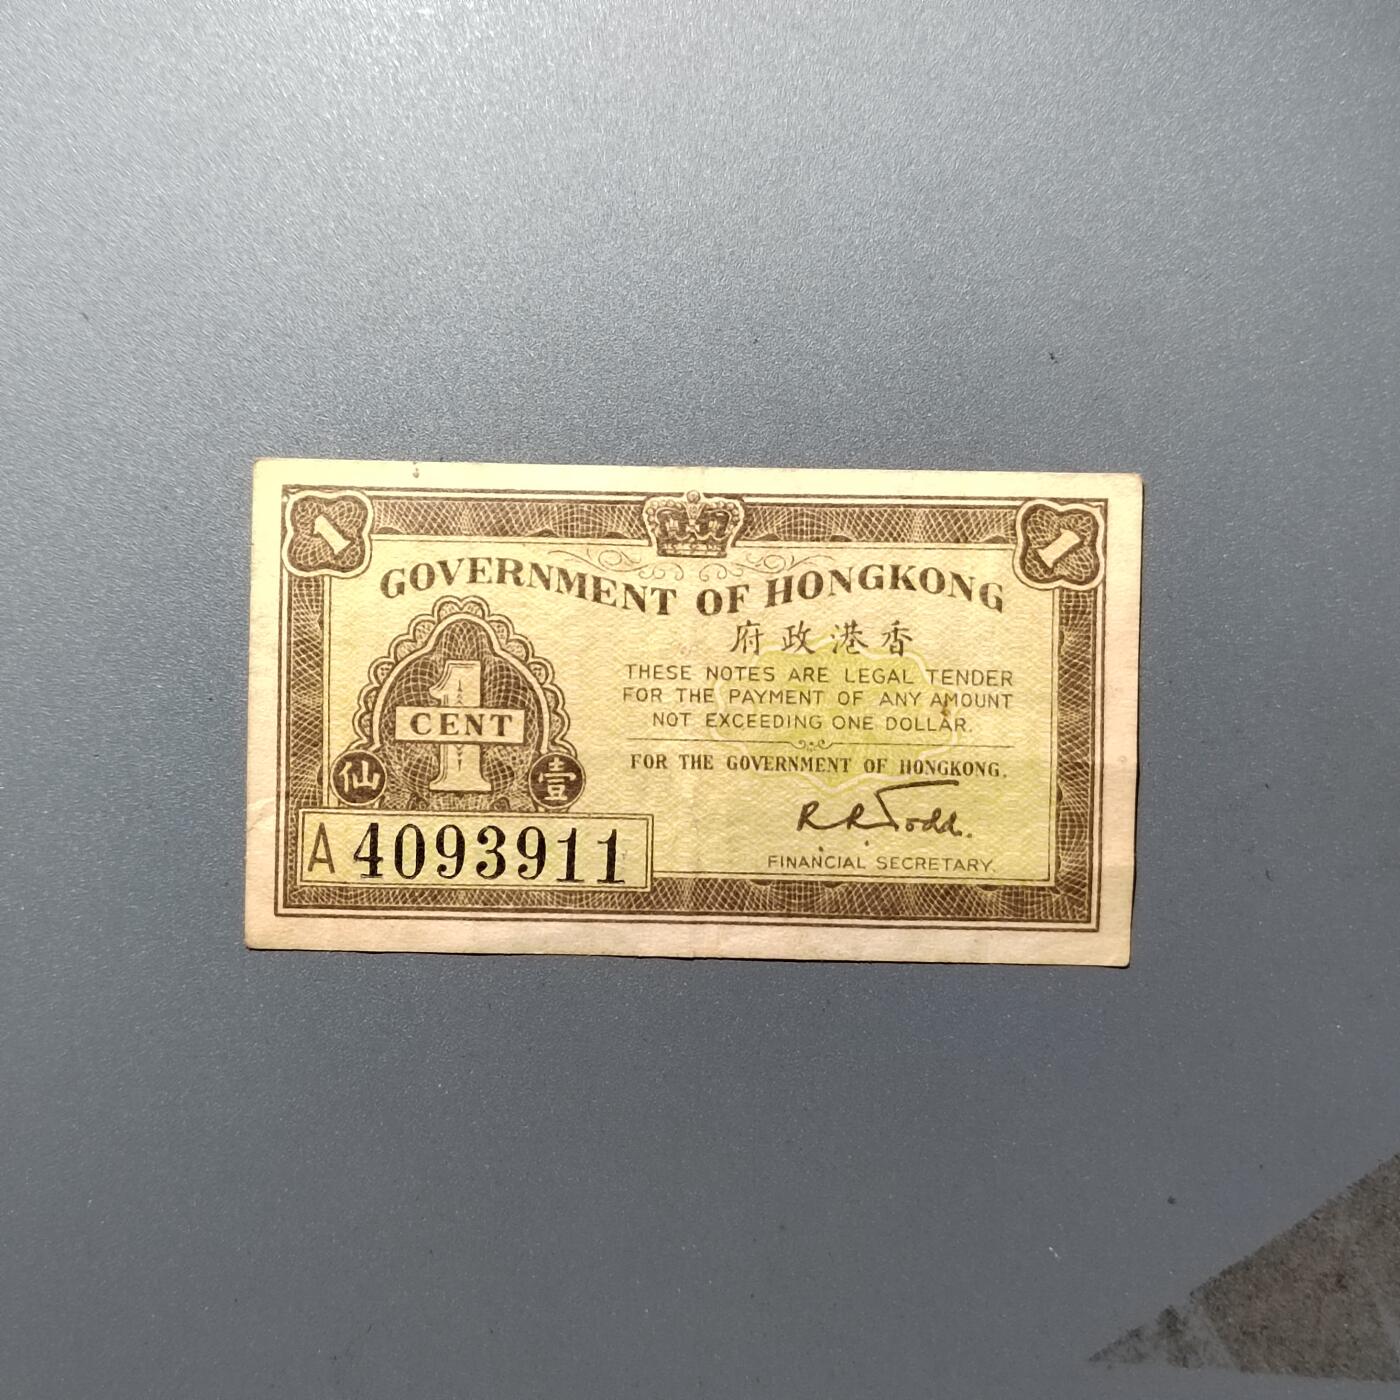 1 1
GOVERNMENT OF HONGKONG
府政港香
THESE NOTES ARE LEGAL TENDER
FOR THE PAYMENT OF ANY AMOUNT
NOT EXCEEDING ONE DOLLAR.
FOR THE GOVERNMENT OF HONGKONG.
R. R. Todd.
FINANCIAL SECRETARY.
1
CENT
仙 壹
A 4093911